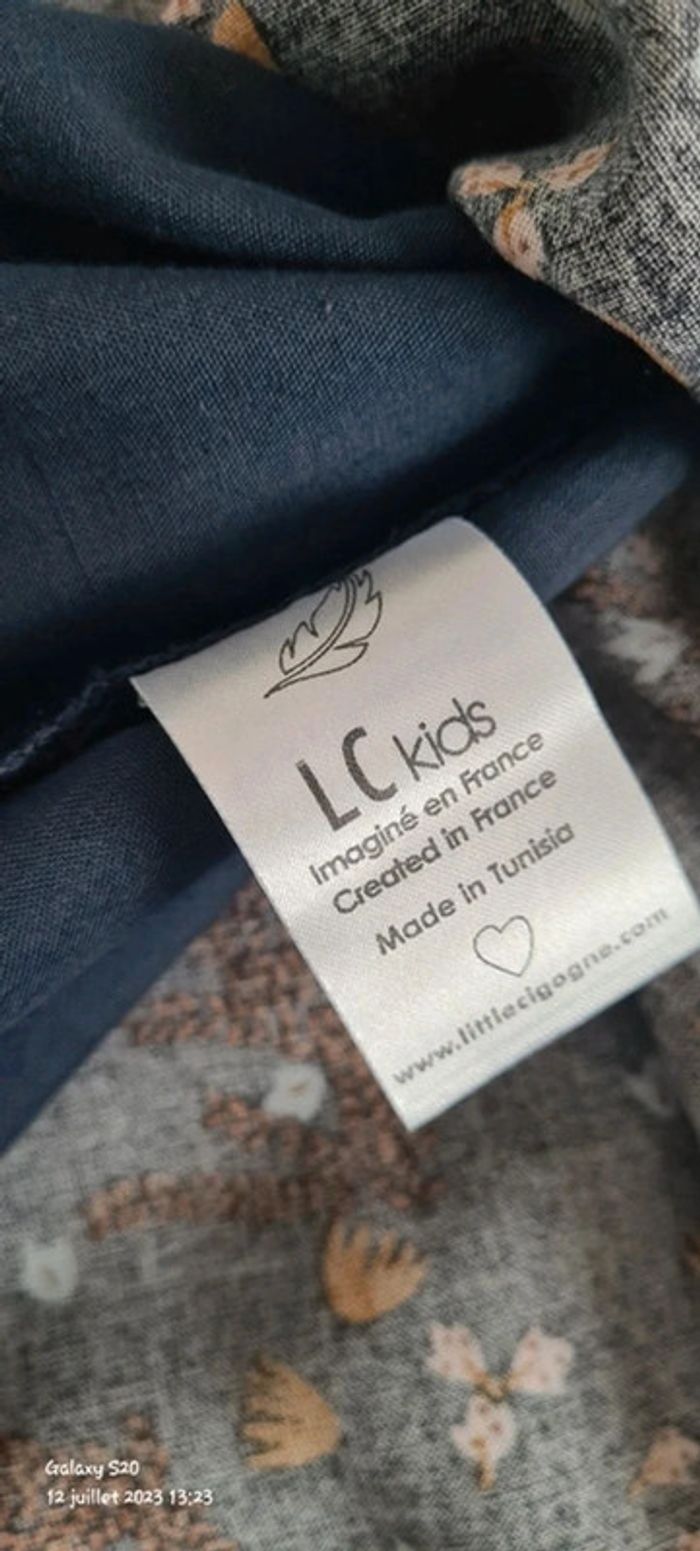 LC kids
Imaginé en France
Created in France
Made in Tunisia
www.littlecigogne.com
Galaxy S20
12 juillet 2023 13:23